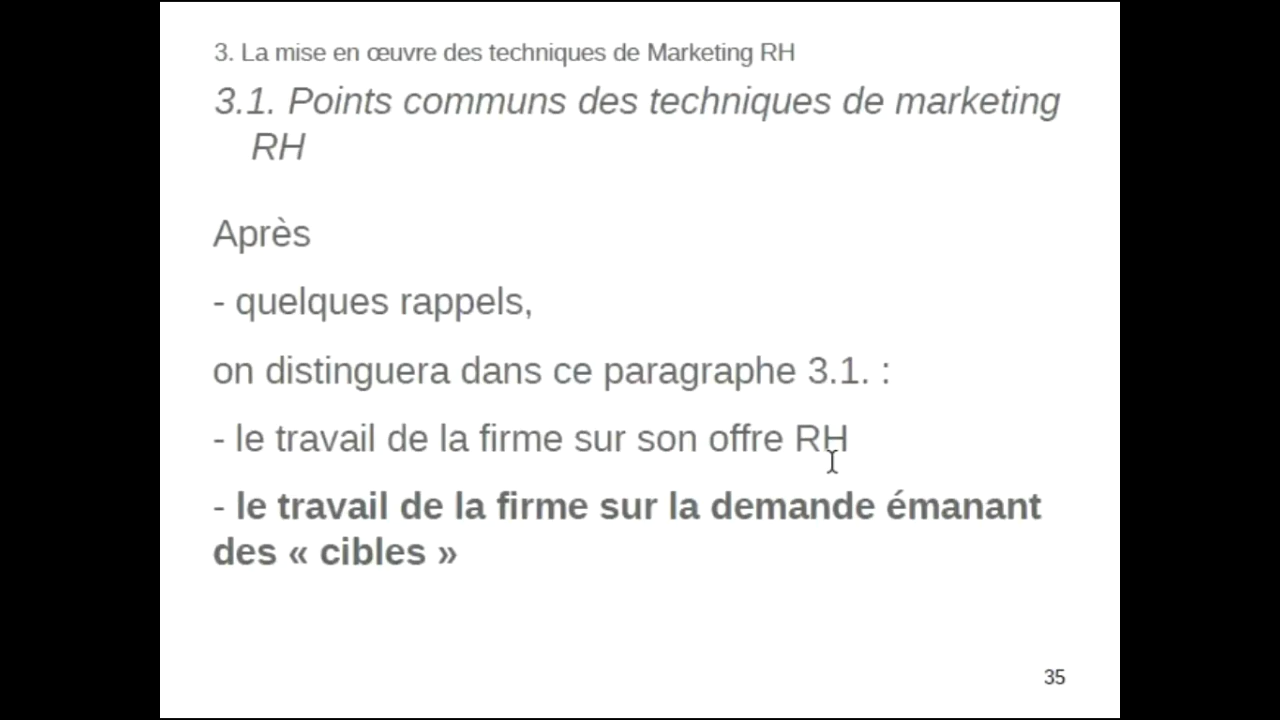 3. La mise en œuvre des techniques de Marketing RH
3.1. Points communs des techniques de marketing
RH
Après
- quelques rappels,
on distinguera dans ce paragraphe 3.1. :
- le travail de la firme sur son offre RH
- le travail de la firme sur la demande émanant
des « cibles »
35